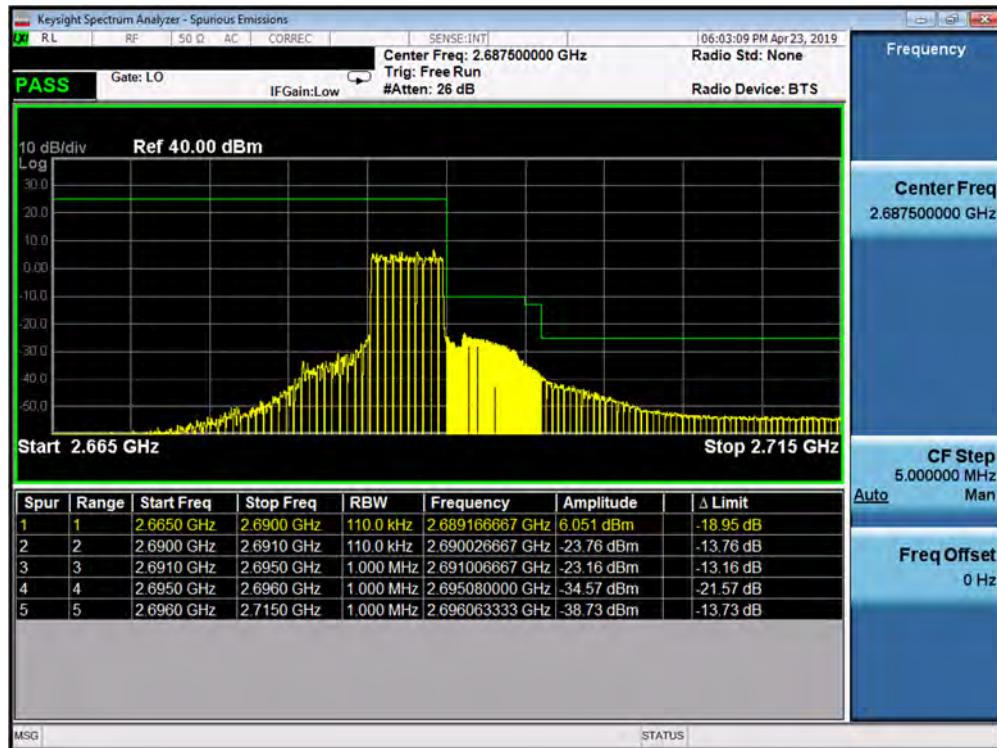 Keysight Spectrum Analyzer - Spurious Emissions
LXI RL RF 50 Ω AC CORREC SENSE:INT 06:03:09 PM Apr 23, 2019
Center Freq: 2.687500000 GHz Radio Std: None
Trig: Free Run
PASS Gate: LO IFGain:Low #Atten: 26 dB Radio Device: BTS
10 dB/div Ref 40.00 dBm
Log
30.0
20.0
10.0
0.00
-10.0
-20.0
-30.0
-40.0
-50.0
Start 2.665 GHz Stop 2.715 GHz
Spur Range Start Freq Stop Freq RBW Frequency Amplitude Δ Limit
1 1 2.6650 GHz 2.6900 GHz 110.0 kHz 2.689166667 GHz 6.051 dBm -18.95 dB
2 2 2.6900 GHz 2.6910 GHz 110.0 kHz 2.690026667 GHz -23.76 dBm -13.76 dB
3 3 2.6910 GHz 2.6950 GHz 1.000 MHz 2.691006667 GHz -23.16 dBm -13.16 dB
4 4 2.6950 GHz 2.6960 GHz 1.000 MHz 2.695080000 GHz -34.57 dBm -21.57 dB
5 5 2.6960 GHz 2.7150 GHz 1.000 MHz 2.696063333 GHz -38.73 dBm -13.73 dB
MSG STATUS
Frequency
Center Freq
2.687500000 GHz
CF Step
5.000000 MHz
Auto Man
Freq Offset
0 Hz